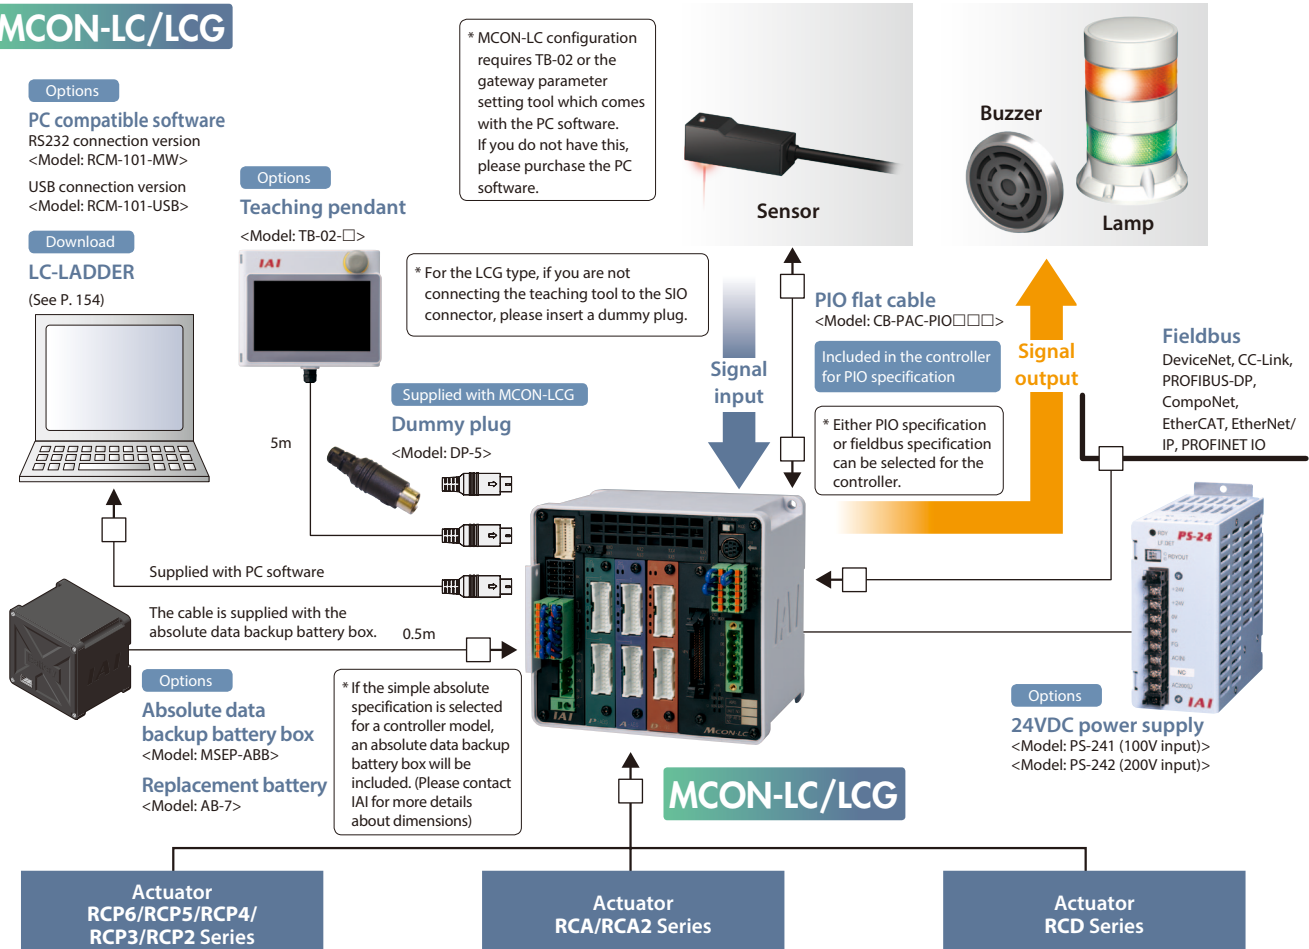 MCON-LC/LCG
Options
PC compatible software
RS232 connection version
<Model: RCM-101-MW>
USB connection version
<Model: RCM-101-USB>
Download
LC-LADDER
(See P. 154)
Options
Teaching pendant
<Model: TB-02-□>
IAI
* MCON-LC configuration
requires TB-02 or the
gateway parameter
setting tool which comes
with the PC software.
If you do not have this,
please purchase the PC
software.
* For the LCG type, if you are not
connecting the teaching tool to the SIO
connector, please insert a dummy plug.
Sensor
Buzzer
Lamp
PIO flat cable
<Model: CB-PAC-PIO□□□>
Included in the controller
for PIO specification
* Either PIO specification
or fieldbus specification
can be selected for the
controller.
Signal
input
Signal
output
Fieldbus
DeviceNet, CC-Link,
PROFIBUS-DP,
CompoNet,
EtherCAT, EtherNet/
IP, PROFINET IO
5m
Supplied with MCON-LCG
Dummy plug
<Model: DP-5>
Supplied with PC software
The cable is supplied with the
absolute data backup battery box.
0.5m
IAI
Options
Absolute data
backup battery box
<Model: MSEP-ABB>
Replacement battery
<Model: AB-7>
* If the simple absolute
specification is selected
for a controller model,
an absolute data backup
battery box will be
included. (Please contact
IAI for more details
about dimensions)
IAI
P
A
D
MCON-LC
PS-24
+24V
+24V
0V
0V
FG
NC
IAI
Options
24VDC power supply
<Model: PS-241 (100V input)>
<Model: PS-242 (200V input)>
MCON-LC/LCG
Actuator
RCP6/RCP5/RCP4/
RCP3/RCP2 Series
Actuator
RCA/RCA2 Series
Actuator
RCD Series